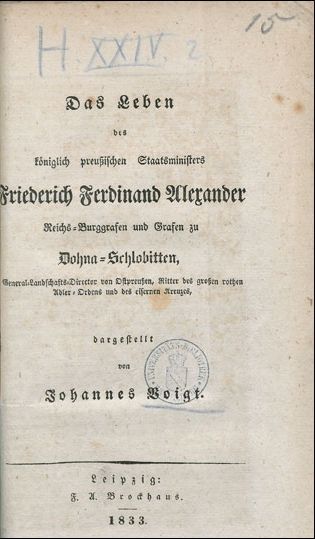 H. XXIV. 2.
15
Das Leben
des
königlich preußischen Staatsministers
Friederich Ferdinand Alexander
Reichs-Burggrafen und Grafen zu
Dohna-Schlobitten,
General-Landschafts-Director von Ostpreußen, Ritter des großen rothen
Adler-Ordens und des eisernen Kreuzes,
dargestellt
von
Johannes Voigt.
Leipzig:
F. A. Brockhaus.
1833.